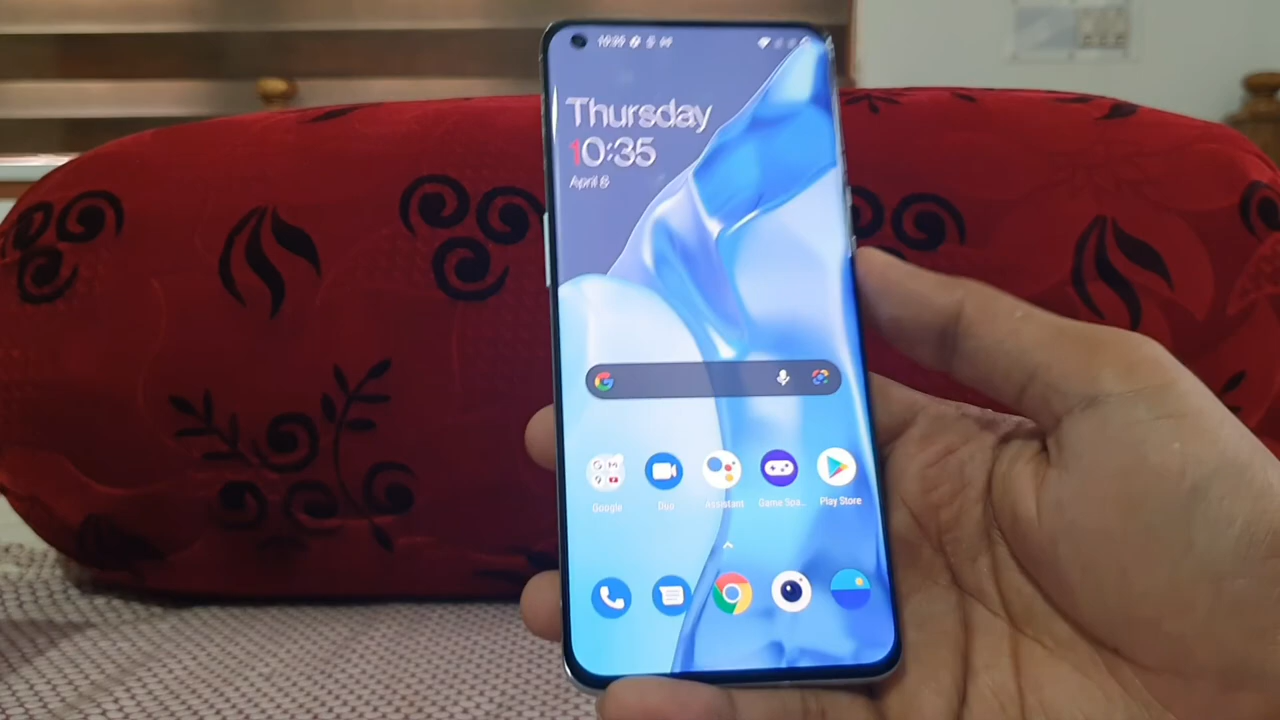 Thursday
10:35
April 8
Google
Duo
Assistant
Game Spa...
Play Store